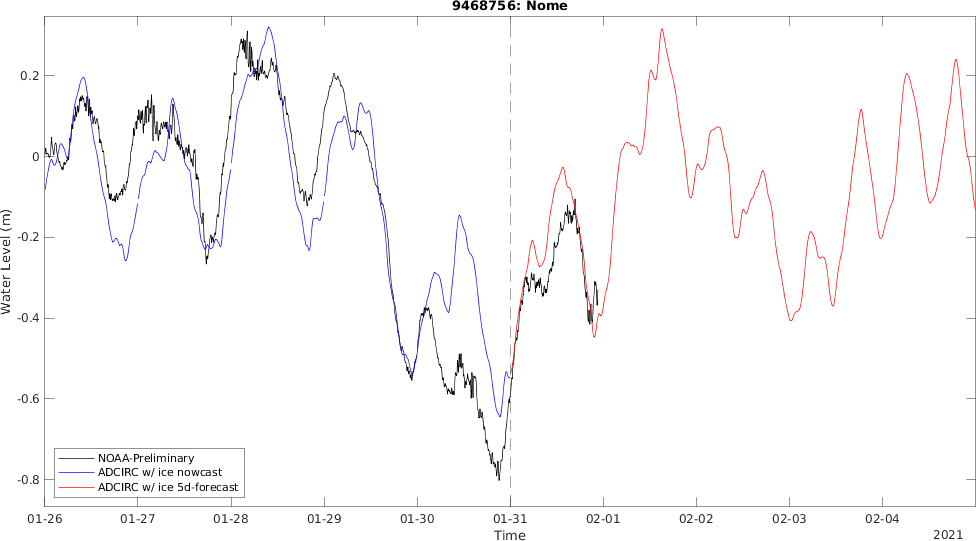 9468756: Nome
Water Level (m)
0.2
0
-0.2
-0.4
-0.6
-0.8
NOAA-Preliminary
ADCIRC w/ ice nowcast
ADCIRC w/ ice 5d-forecast
01-26 01-27 01-28 01-29 01-30 01-31 02-01 02-02 02-03 02-04
Time
2021